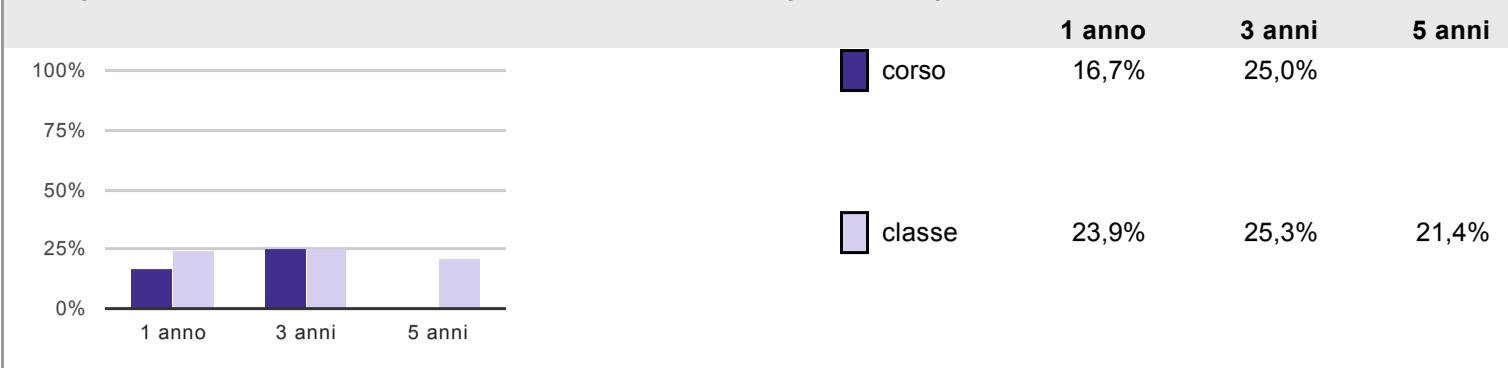 1 anno 3 anni 5 anni
100%
75%
50%
25%
0%
1 anno 3 anni 5 anni
corso 16,7% 25,0%
classe 23,9% 25,3% 21,4%